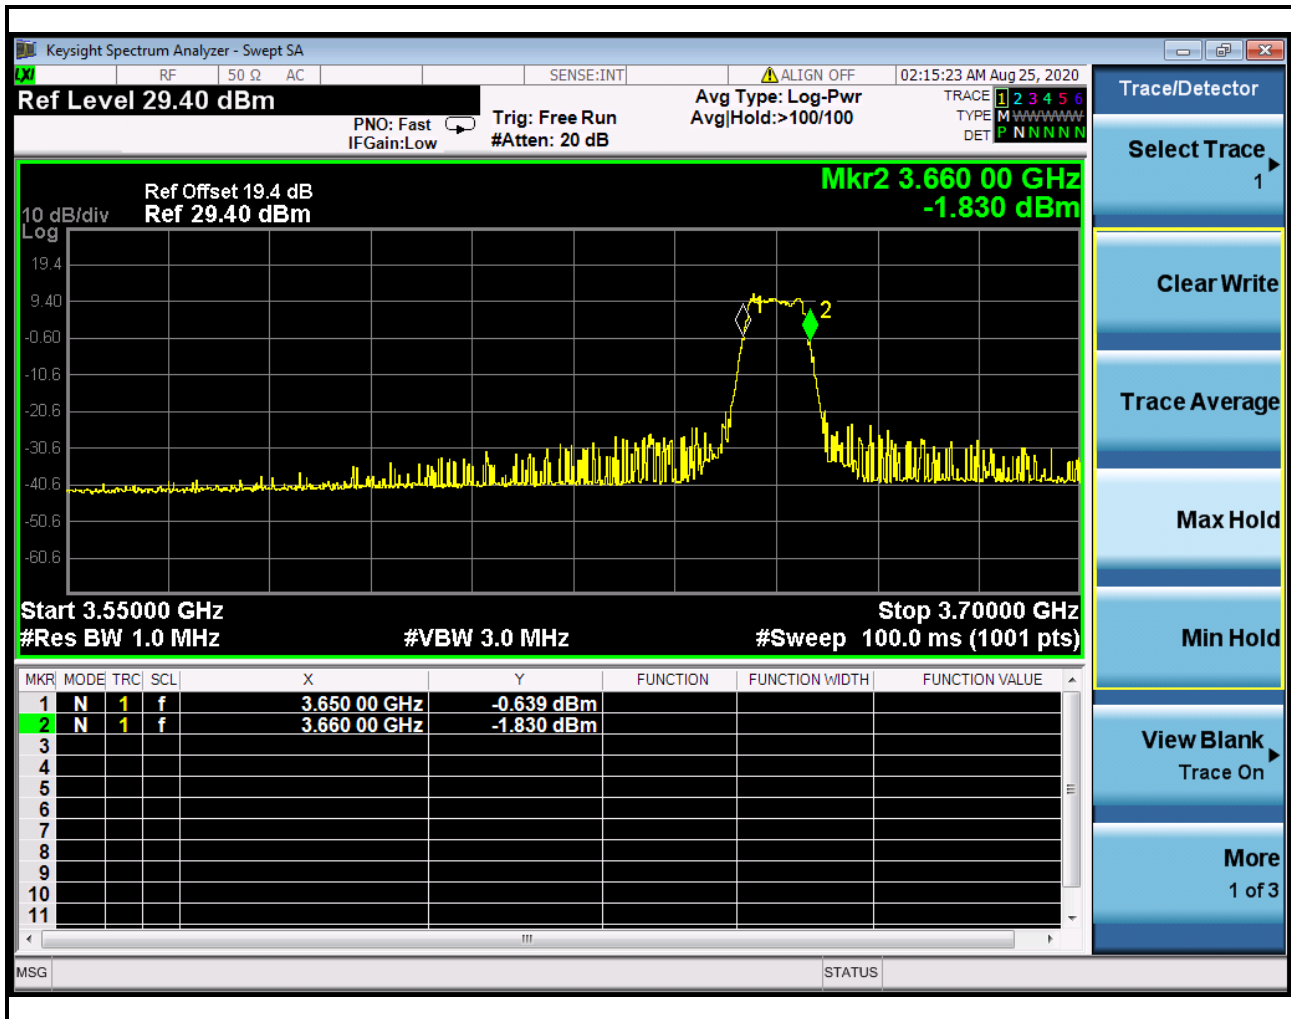 Keysight Spectrum Analyzer - Swept SA
LXI RF 50 Ω AC SENSE:INT ALIGN OFF 02:15:23 AM Aug 25, 2020
Ref Level 29.40 dBm
PNO: Fast
IFGain:Low
Trig: Free Run
#Atten: 20 dB
Avg Type: Log-Pwr
Avg|Hold:>100/100
TRACE 1 2 3 4 5 6
TYPE M WWWWW
DET P N N N N N
Mkr2 3.660 00 GHz
-1.830 dBm
Ref Offset 19.4 dB
10 dB/div Ref 29.40 dBm
Log
19.4
9.40
-0.60
-10.6
-20.6
-30.6
-40.6
-50.6
-60.6
1
2
Start 3.55000 GHz Stop 3.70000 GHz
#Res BW 1.0 MHz #VBW 3.0 MHz #Sweep 100.0 ms (1001 pts)
MKR MODE TRC SCL X Y FUNCTION FUNCTION WIDTH FUNCTION VALUE
1 N 1 f 3.650 00 GHz -0.639 dBm
2 N 1 f 3.660 00 GHz -1.830 dBm
3
4
5
6
7
8
9
10
11
MSG STATUS
Trace/Detector
Select Trace
1
Clear Write
Trace Average
Max Hold
Min Hold
View Blank
Trace On
More
1 of 3